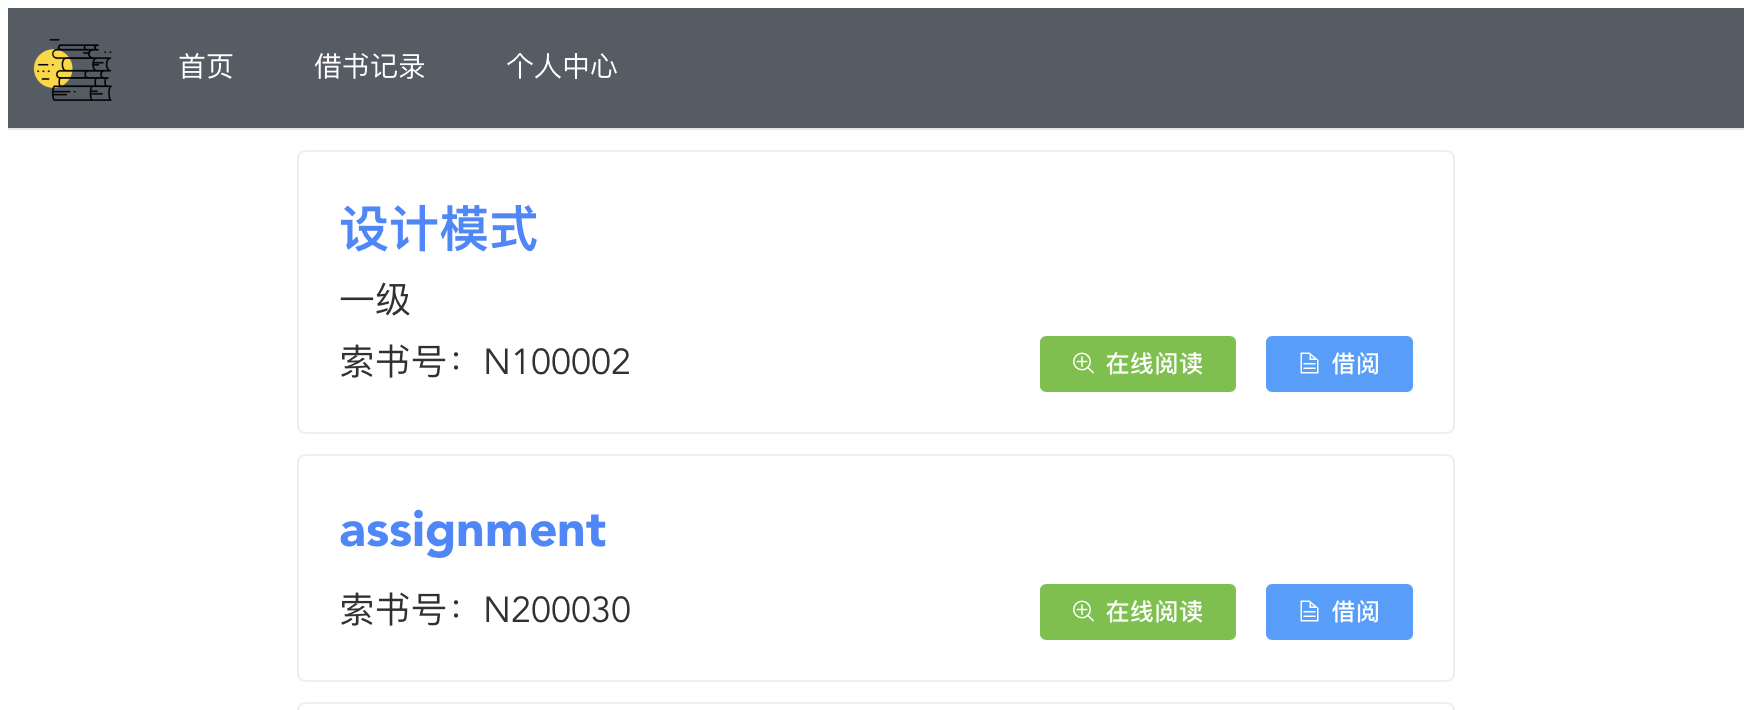 首页 借书记录 个人中心
设计模式
一级
索书号：N100002 在线阅读 借阅
assignment
索书号：N200030 在线阅读 借阅